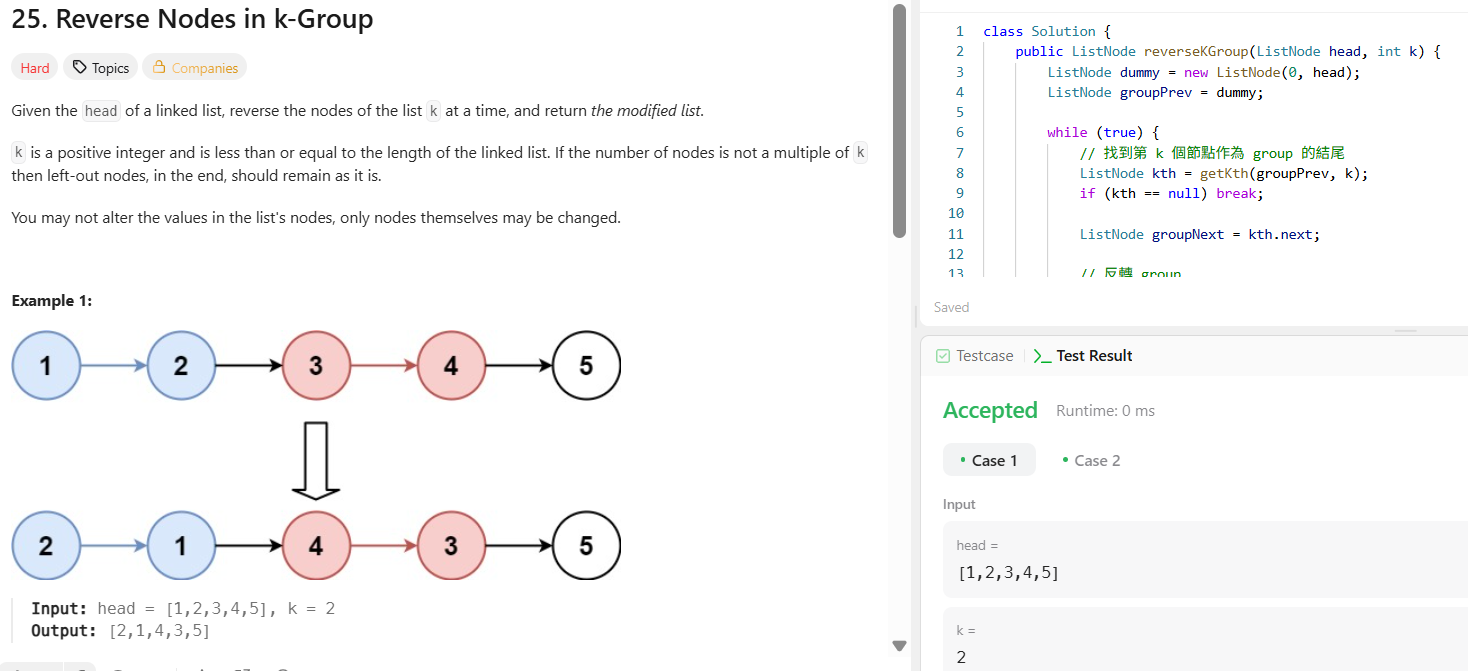 25. Reverse Nodes in k-Group
Hard Topics Companies
Given the head of a linked list, reverse the nodes of the list k at a time, and return the modified list.
k is a positive integer and is less than or equal to the length of the linked list. If the number of nodes is not a multiple of k
then left-out nodes, in the end, should remain as it is.
You may not alter the values in the list's nodes, only nodes themselves may be changed.
Example 1:
1 2 3 4 5
2 1 4 3 5
Input: head = [1,2,3,4,5], k = 2
Output: [2,1,4,3,5]
1 class Solution {
2 public ListNode reverseKGroup(ListNode head, int k) {
3 ListNode dummy = new ListNode(0, head);
4 ListNode groupPrev = dummy;
5
6 while (true) {
7 // 找到第 k 個節點作為 group 的結尾
8 ListNode kth = getKth(groupPrev, k);
9 if (kth == null) break;
10
11 ListNode groupNext = kth.next;
12
13 // 反轉 group
Saved
Testcase Test Result
Accepted Runtime: 0 ms
Case 1 Case 2
Input
head =
[1,2,3,4,5]
k =
2